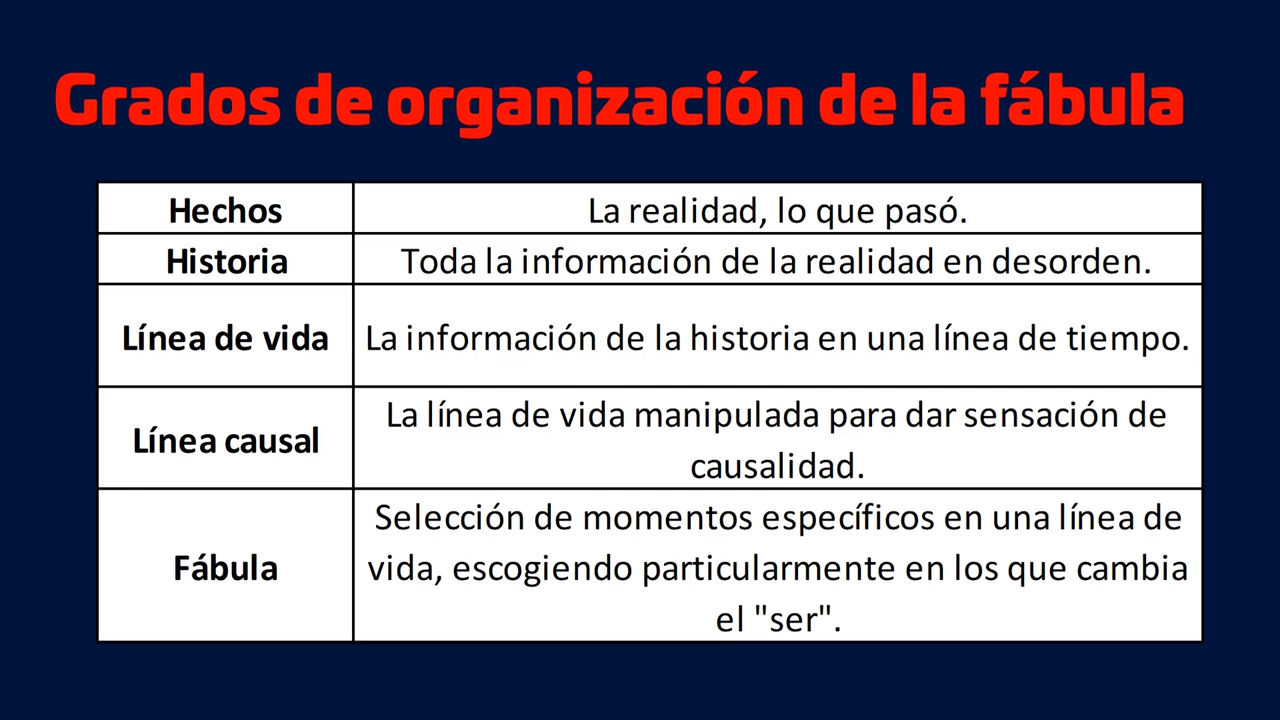 Grados de organización de la fábula
Hechos
La realidad, lo que pasó.
Historia
Toda la información de la realidad en desorden.
Línea de vida
La información de la historia en una línea de tiempo.
Línea causal
La línea de vida manipulada para dar sensación de
causalidad.
Fábula
Selección de momentos específicos en una línea de
vida, escogiendo particularmente en los que cambia
el "ser".